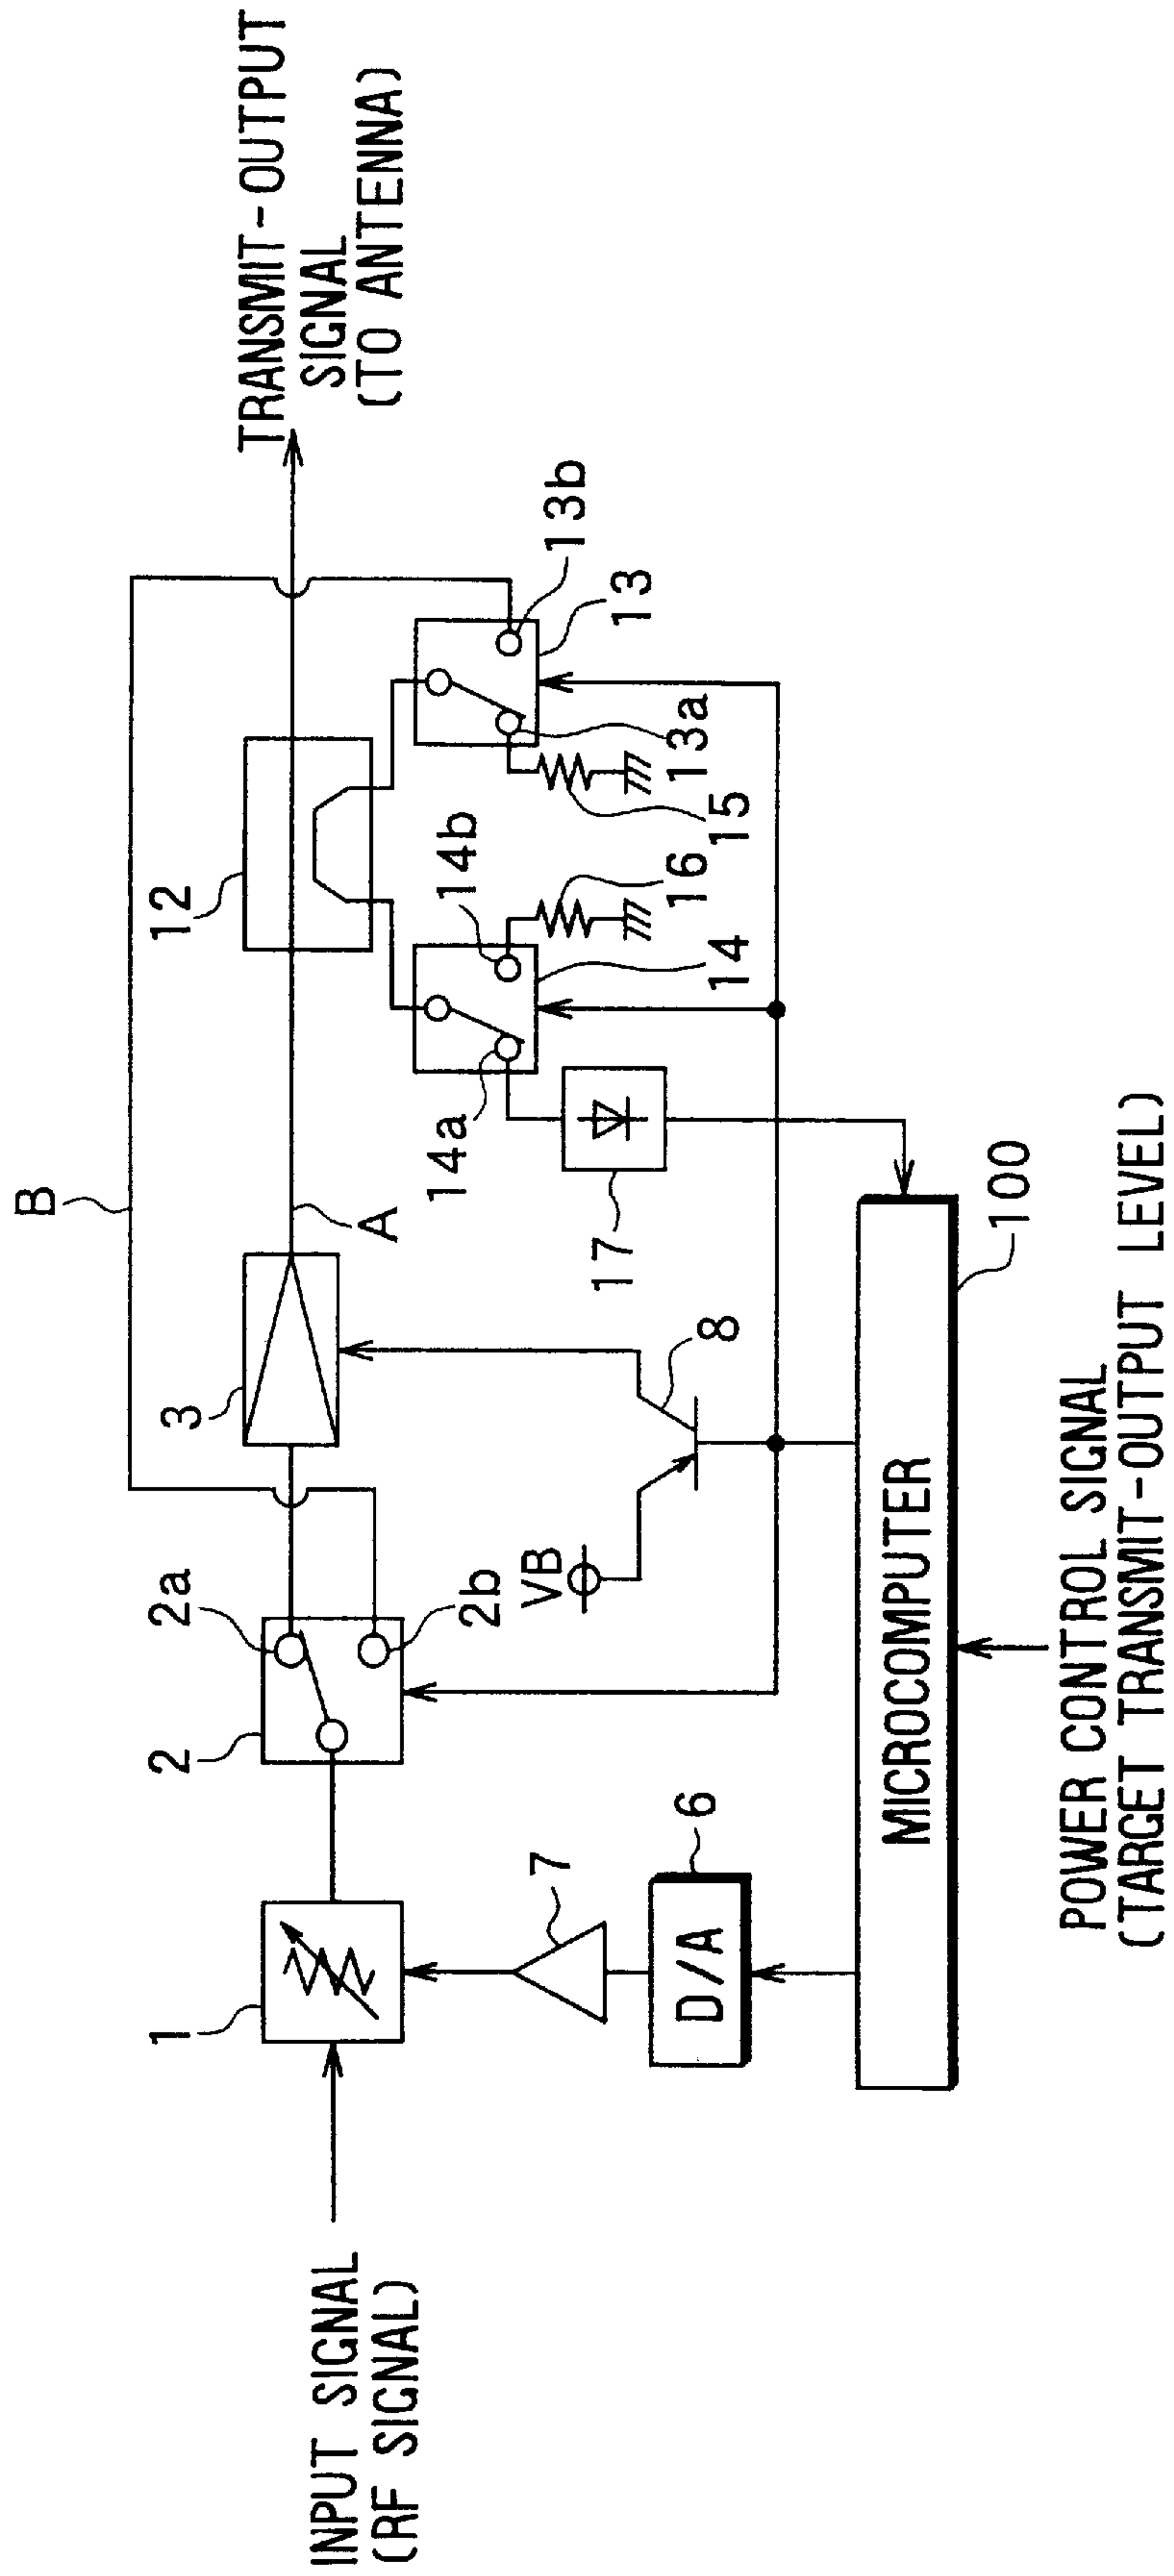 B
TRANSMIT-OUTPUT
SIGNAL
(TO ANTENNA)
1
2
2a
2b
3
A
12
14a
14b
13b
13
13a
15
16
14
17
8
VB
7
6
D/A
INPUT SIGNAL
(RF SIGNAL)
MICROCOMPUTER
100
POWER CONTROL SIGNAL
(TARGET TRANSMIT-OUTPUT LEVEL)